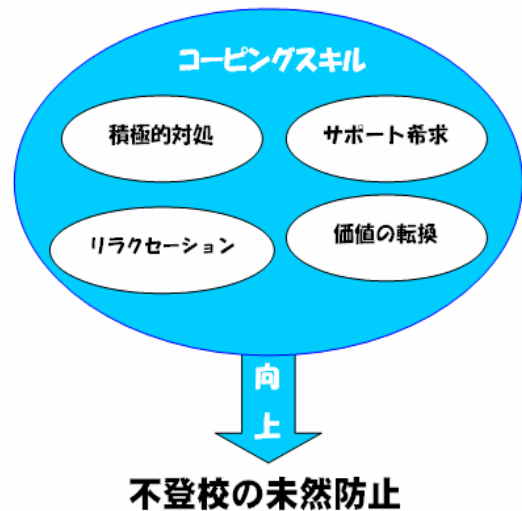 コーピングスキル
積極的対処
サポート希求
リラクセーション
価値の転換
向
上
不登校の未然防止